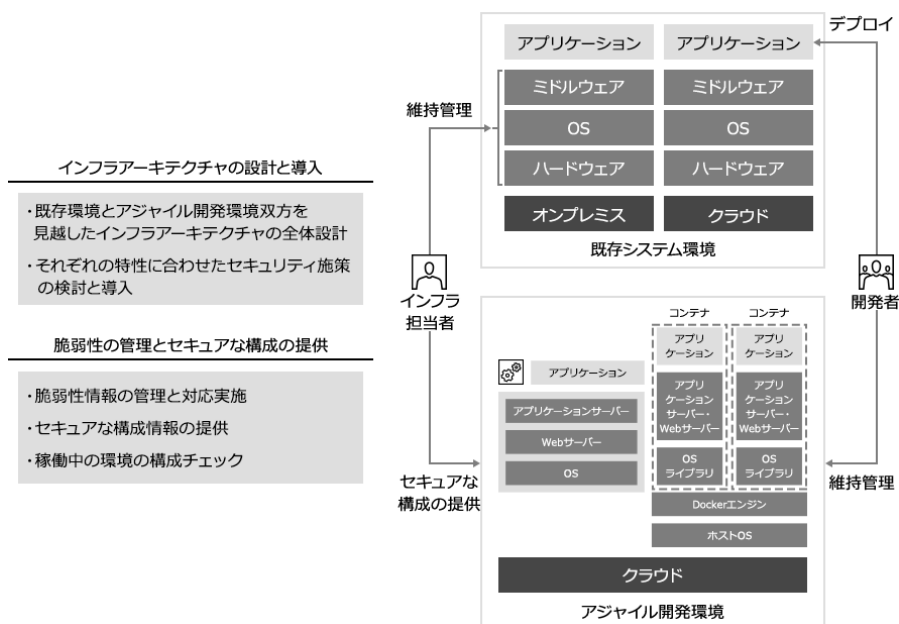 インフラアーキテクチャの設計と導入
・既存環境とアジャイル開発環境双方を
見越したインフラアーキテクチャの全体設計
・それぞれの特性に合わせたセキュリティ施策
の検討と導入
脆弱性の管理とセキュアな構成の提供
・脆弱性情報の管理と対応実施
・セキュアな構成情報の提供
・稼働中の環境の構成チェック
維持管理
インフラ
担当者
セキュアな
構成の提供
アプリケーション
アプリケーション
ミドルウェア
ミドルウェア
OS
OS
ハードウェア
ハードウェア
オンプレミス
クラウド
既存システム環境
デプロイ
開発者
維持管理
コンテナ
コンテナ
アプリケーション
アプリケーションサーバー
Webサーバー
OS
アプリ
ケーション
アプリ
ケーション
サーバー・
Webサーバー
OS
ライブラリ
アプリ
ケーション
アプリ
ケーション
サーバー・
Webサーバー
OS
ライブラリ
Dockerエンジン
ホストOS
クラウド
アジャイル開発環境